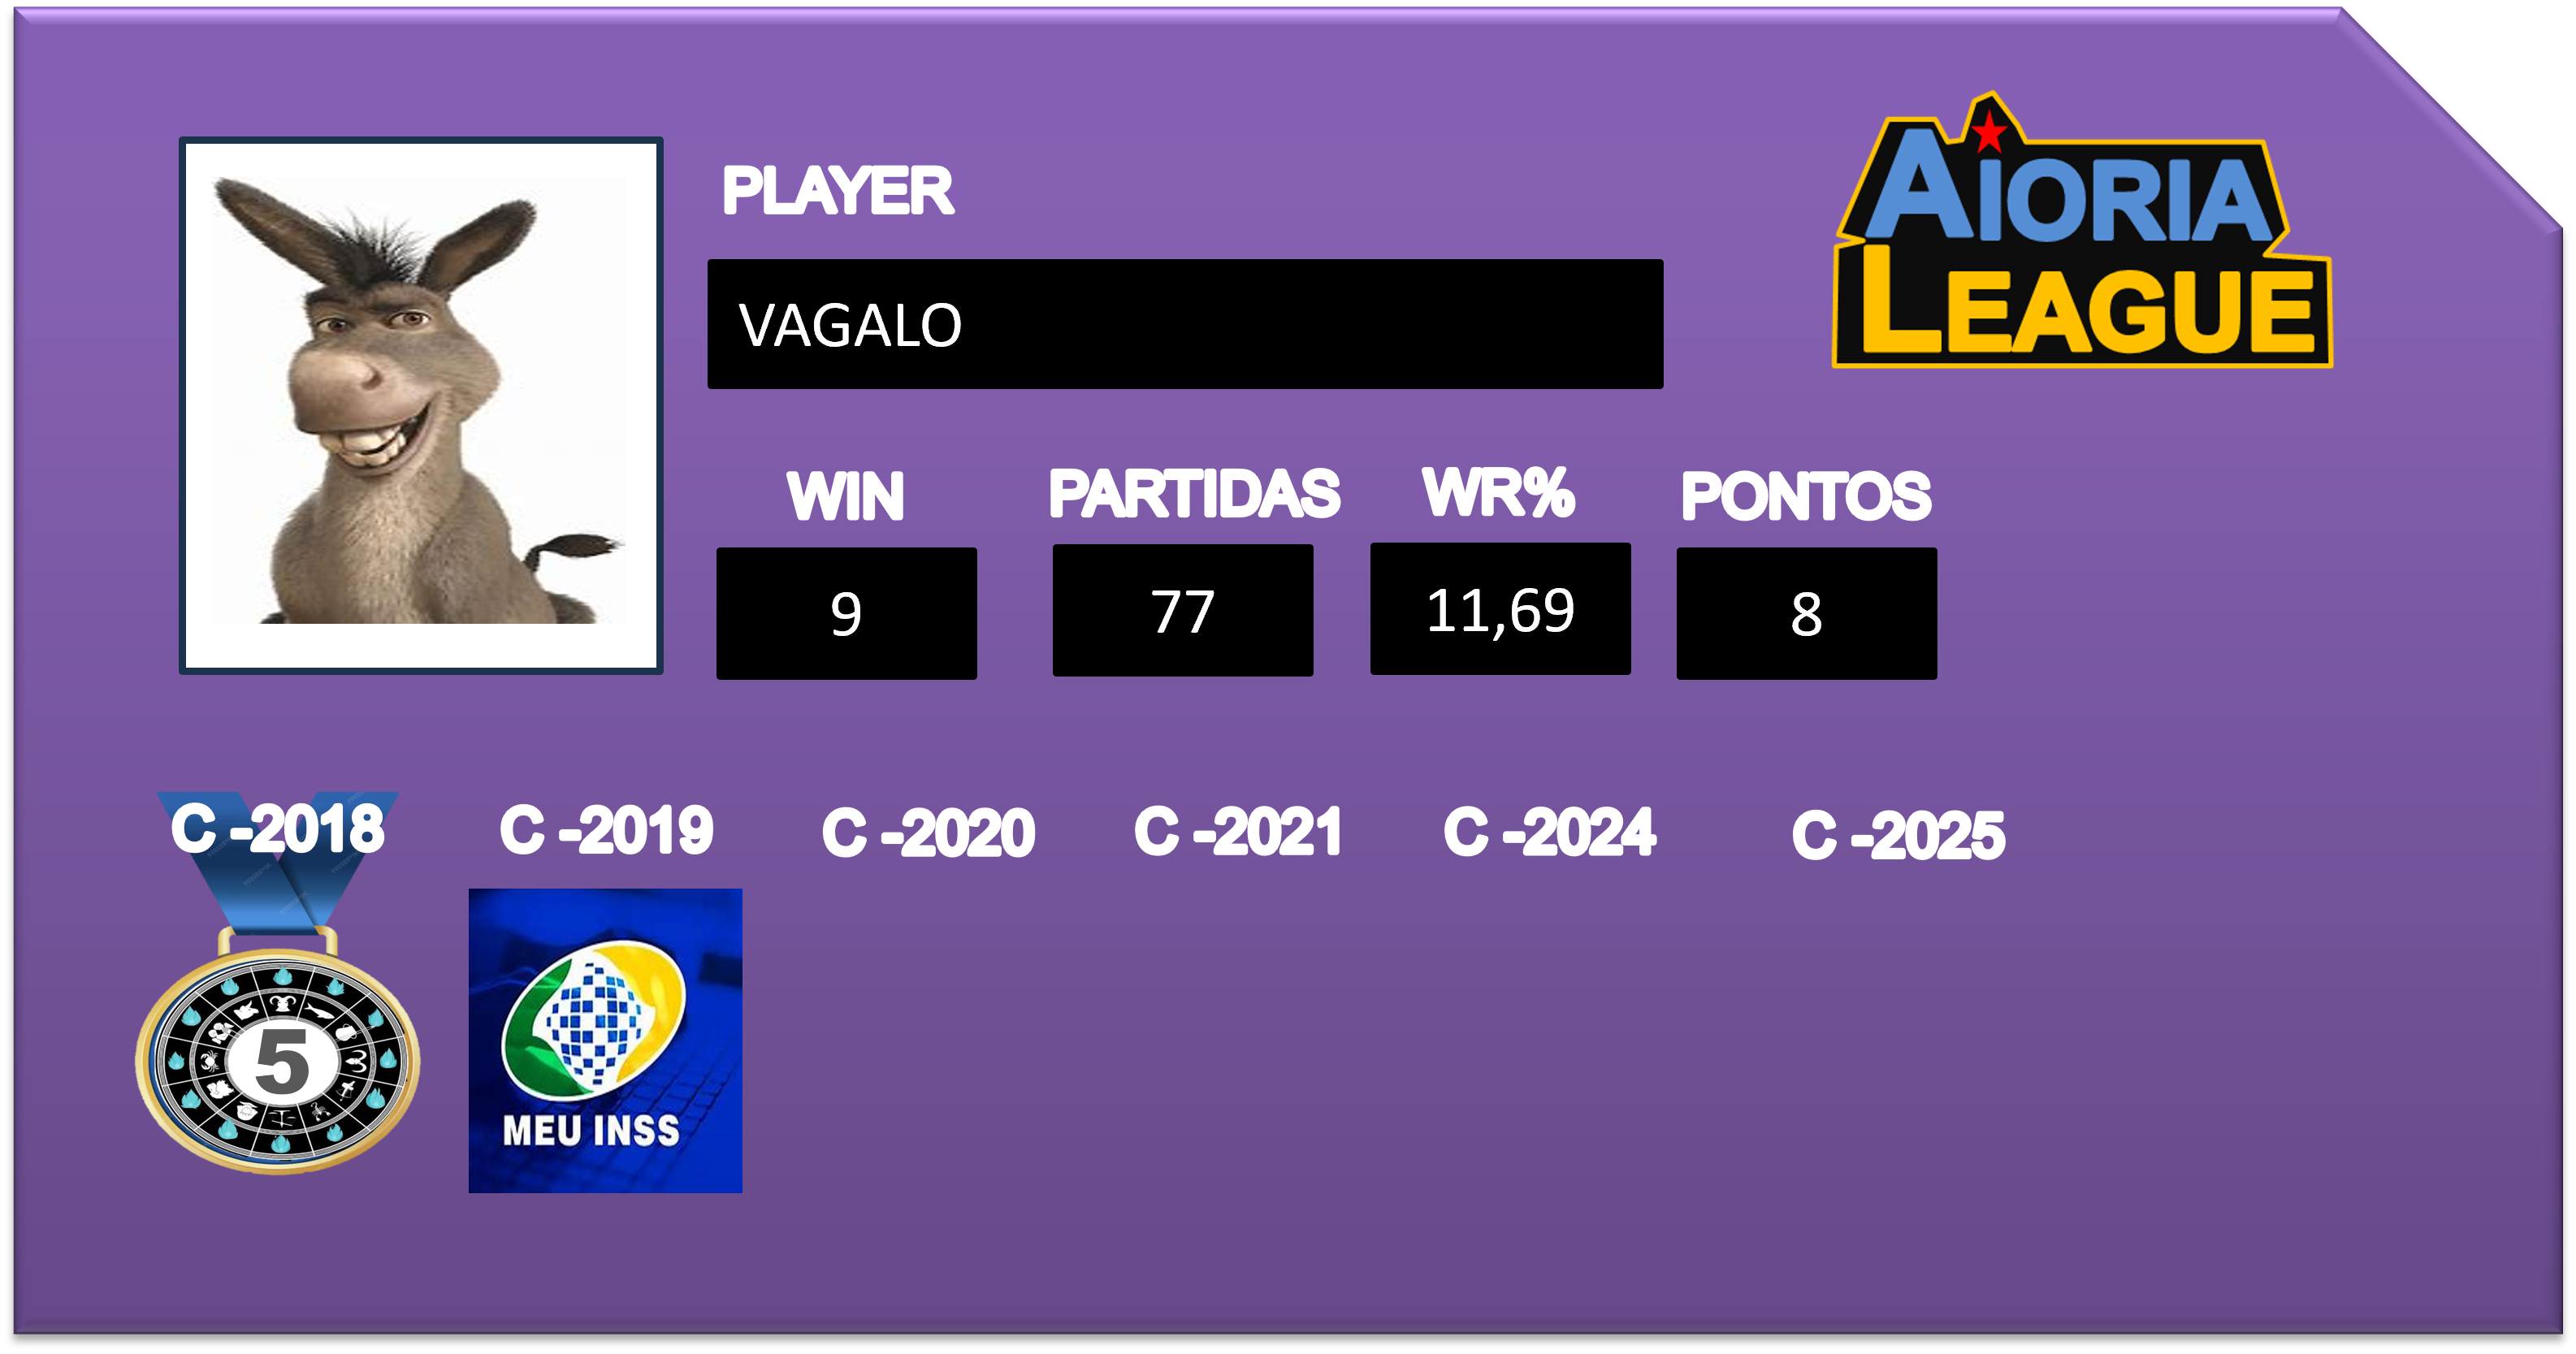 PLAYER
AIORIA
LEAGUE
VAGALO
WIN PARTIDAS WR% PONTOS
9 77 11,69 8
C -2018 C -2019 C -2020 C -2021 C -2024 C -2025
5
MEU INSS